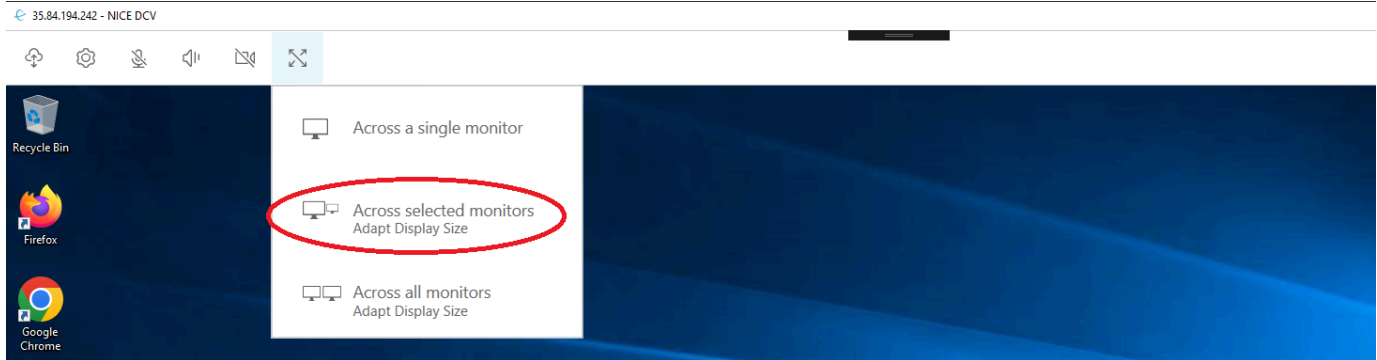 35.84.194.242 - NICE DCV
Across a single monitor
Recycle Bin
Across selected monitors
Adapt Display Size
Firefox
Across all monitors
Adapt Display Size
Google
Chrome